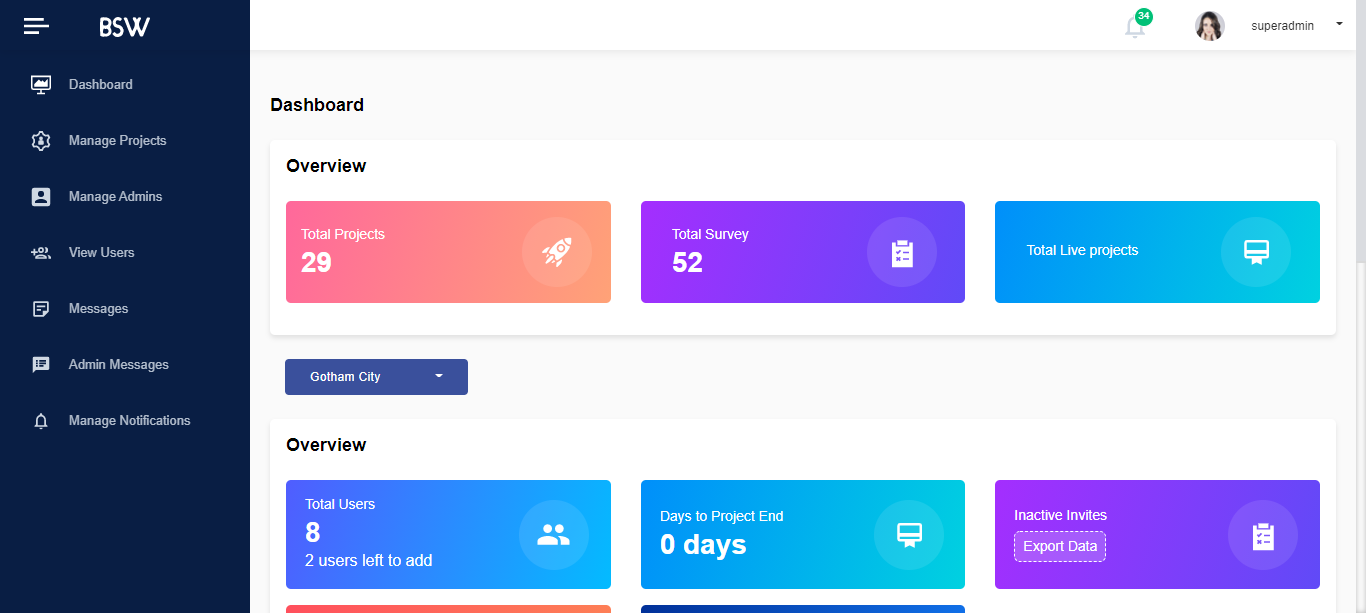 BSW
34
superadmin
Dashboard
Manage Projects
Manage Admins
View Users
Messages
Admin Messages
Manage Notifications
Dashboard
Overview
Total Projects
29
Total Survey
52
Total Live projects
Gotham City
Overview
Total Users
8
2 users left to add
Days to Project End
0 days
Inactive Invites
Export Data